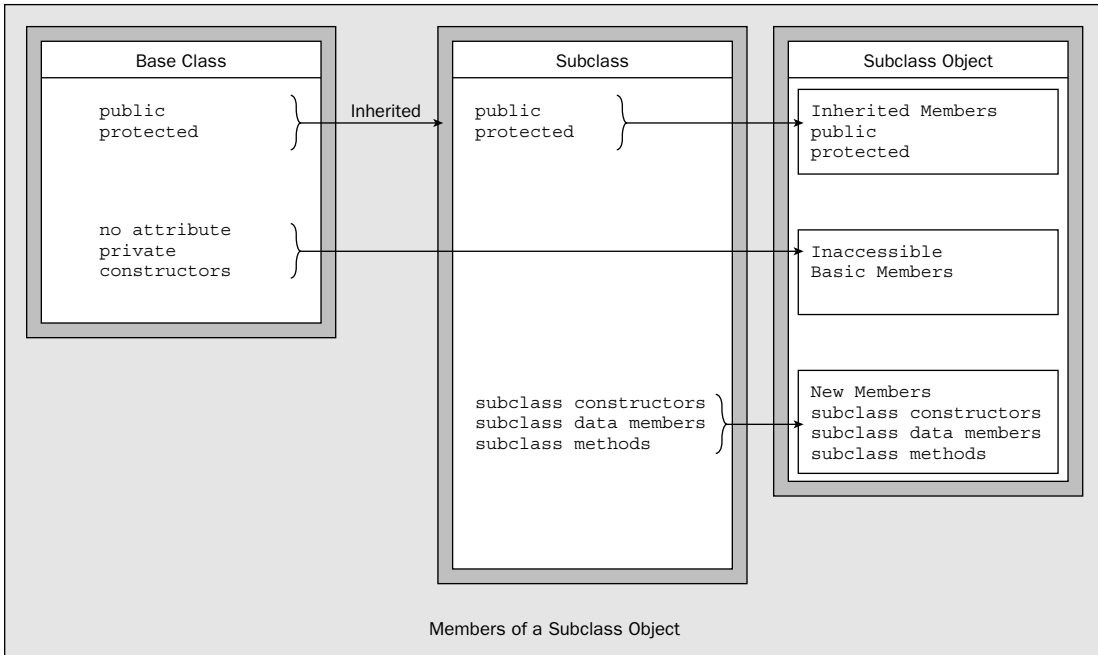 Base Class
public
protected
no attribute
private
constructors
Inherited
Subclass
public
protected
subclass constructors
subclass data members
subclass methods
Subclass Object
Inherited Members
public
protected
Inaccessible
Basic Members
New Members
subclass constructors
subclass data members
subclass methods
Members of a Subclass Object